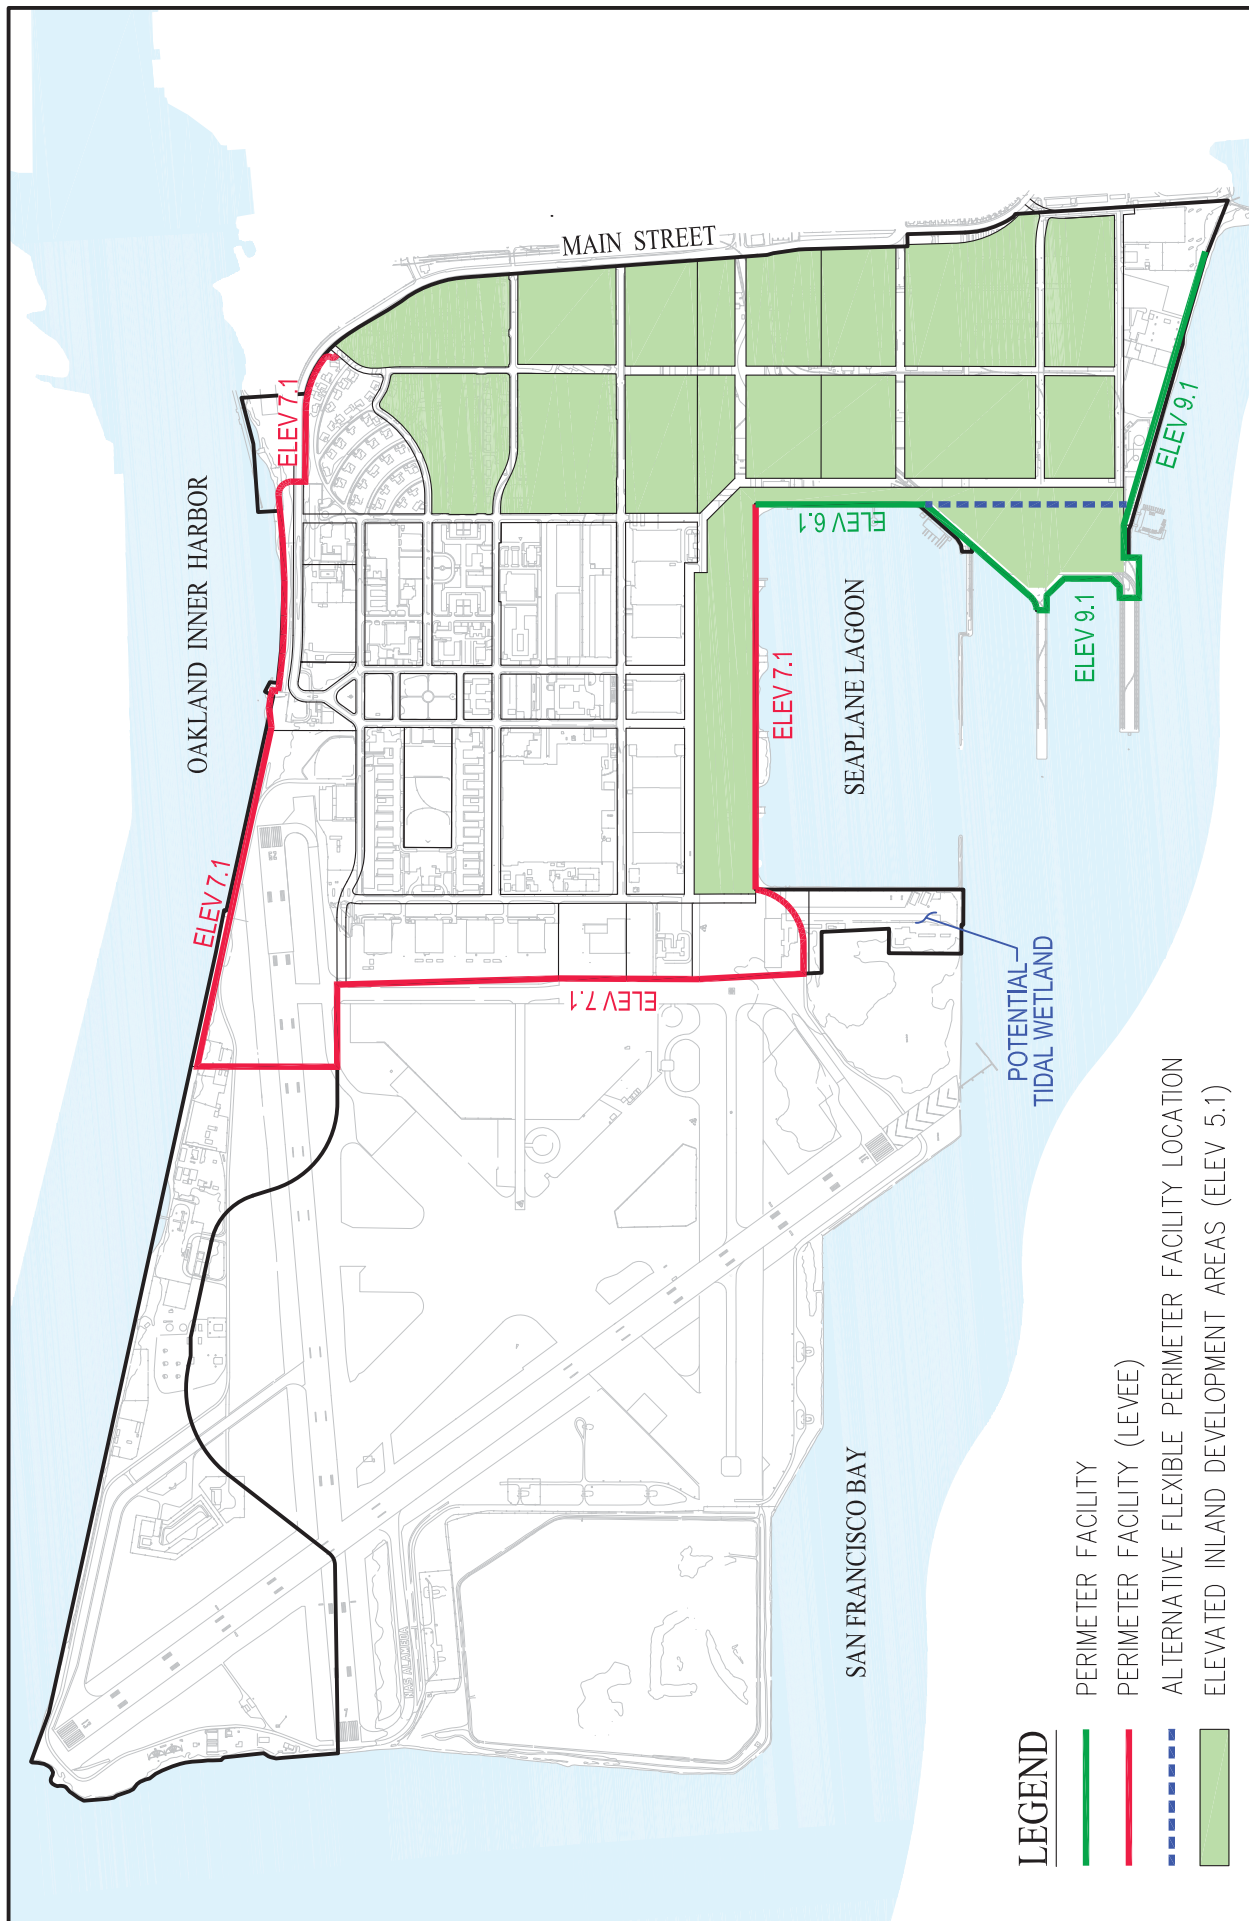 MAIN STREET
OAKLAND INNER HARBOR
ELEV 7.1
ELEV 7.1
ELEV 7.1
ELEV 7.1
ELEV 6.1
ELEV 9.1
ELEV 9.1
SEAPLANE LAGOON
POTENTIAL
TIDAL WETLAND
SAN FRANCISCO BAY
NAS ALAMEDA
LEGEND
PERIMETER FACILITY
PERIMETER FACILITY (LEVEE)
ALTERNATIVE FLEXIBLE PERIMETER FACILITY LOCATION
ELEVATED INLAND DEVELOPMENT AREAS (ELEV 5.1)